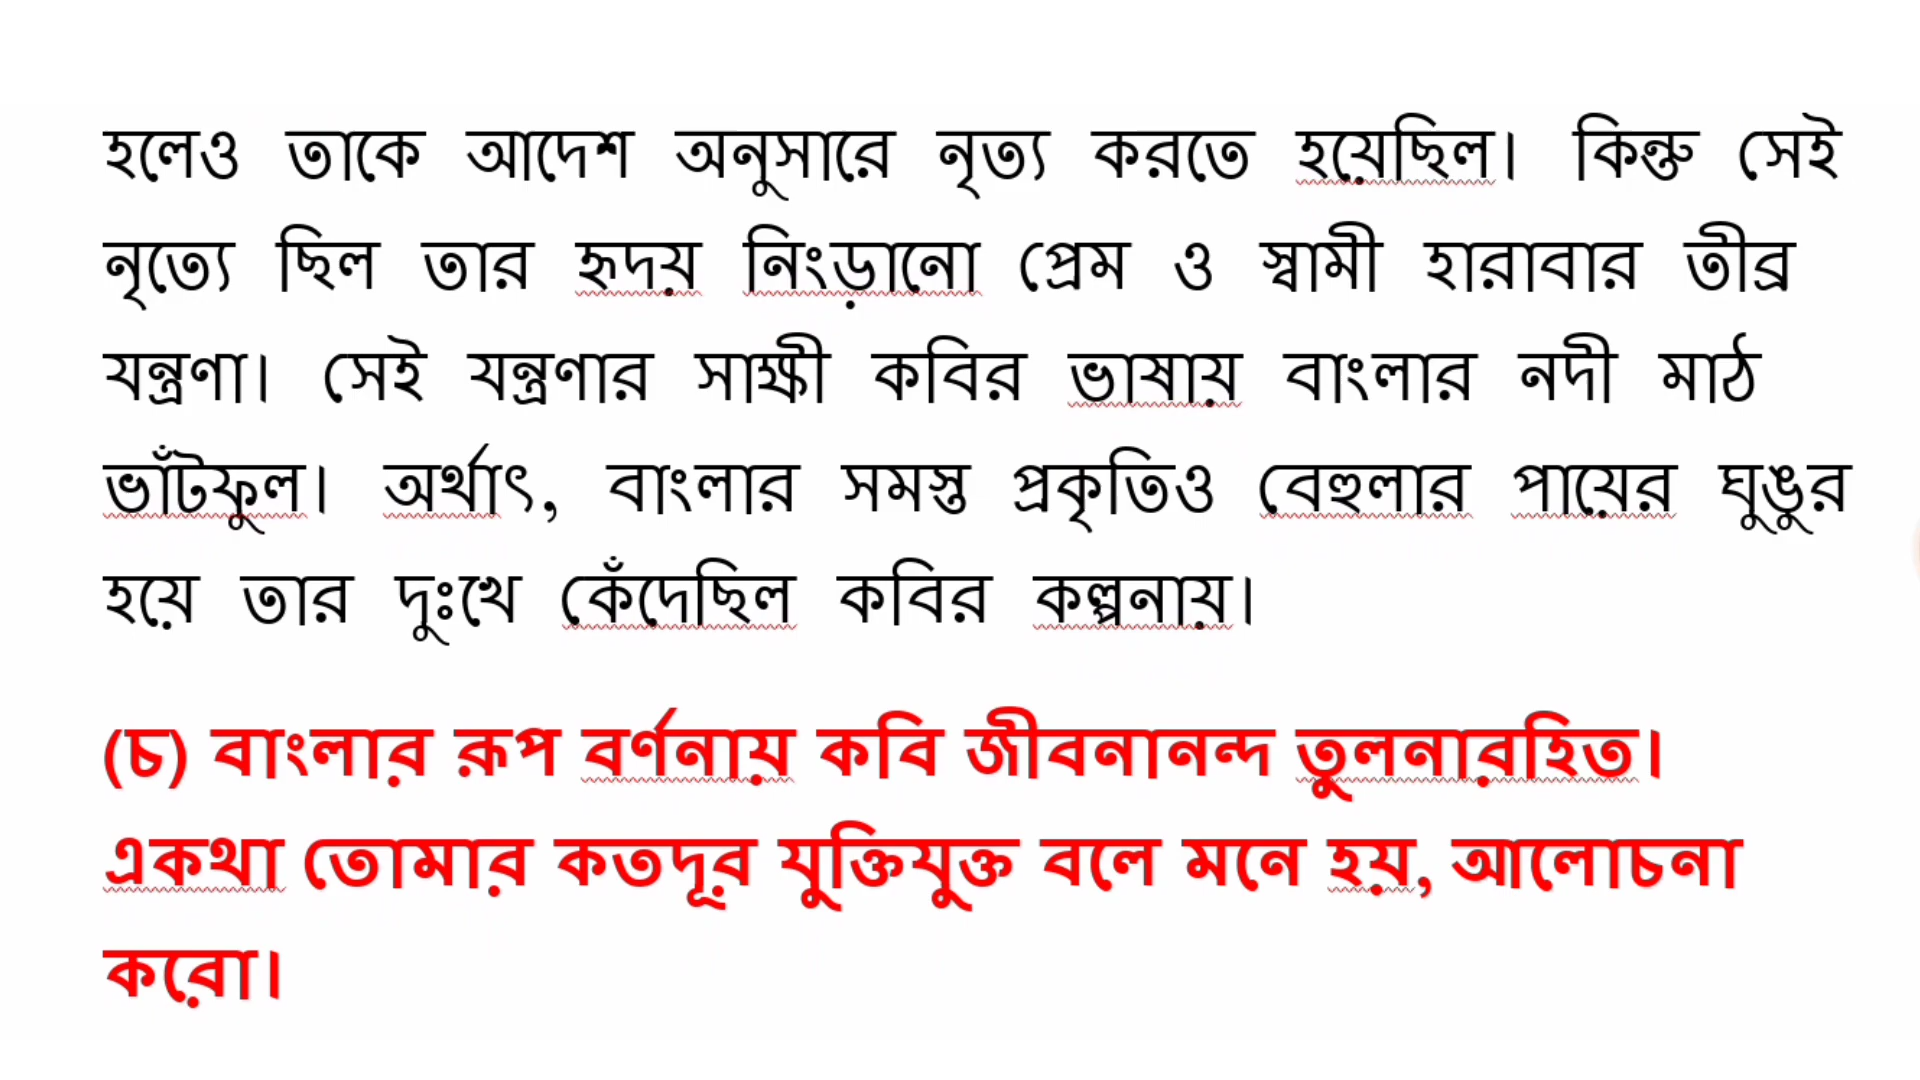 হলেও তাকে আদেশ অনুসারে নৃত্য করতে হয়েছিল। কিন্তু সেই
নৃত্যে ছিল তার হৃদয় নিংড়ানো প্রেম ও স্বামী হারাবার তীব্র
যন্ত্রণা। সেই যন্ত্রণার সাক্ষী কবির ভাষায় বাংলার নদী মাঠ
ভাঁটফুল। অর্থাৎ, বাংলার সমস্ত প্রকৃতিও বেহুলার পায়ের ঘুঙুর
হয়ে তার দুঃখে কেঁদেছিল কবির কল্পনায়।
(চ) বাংলার রূপ বর্ণনায় কবি জীবনানন্দ তুলনারহিত।
একথা তোমার কতদূর যুক্তিযুক্ত বলে মনে হয়, আলোচনা
করো।